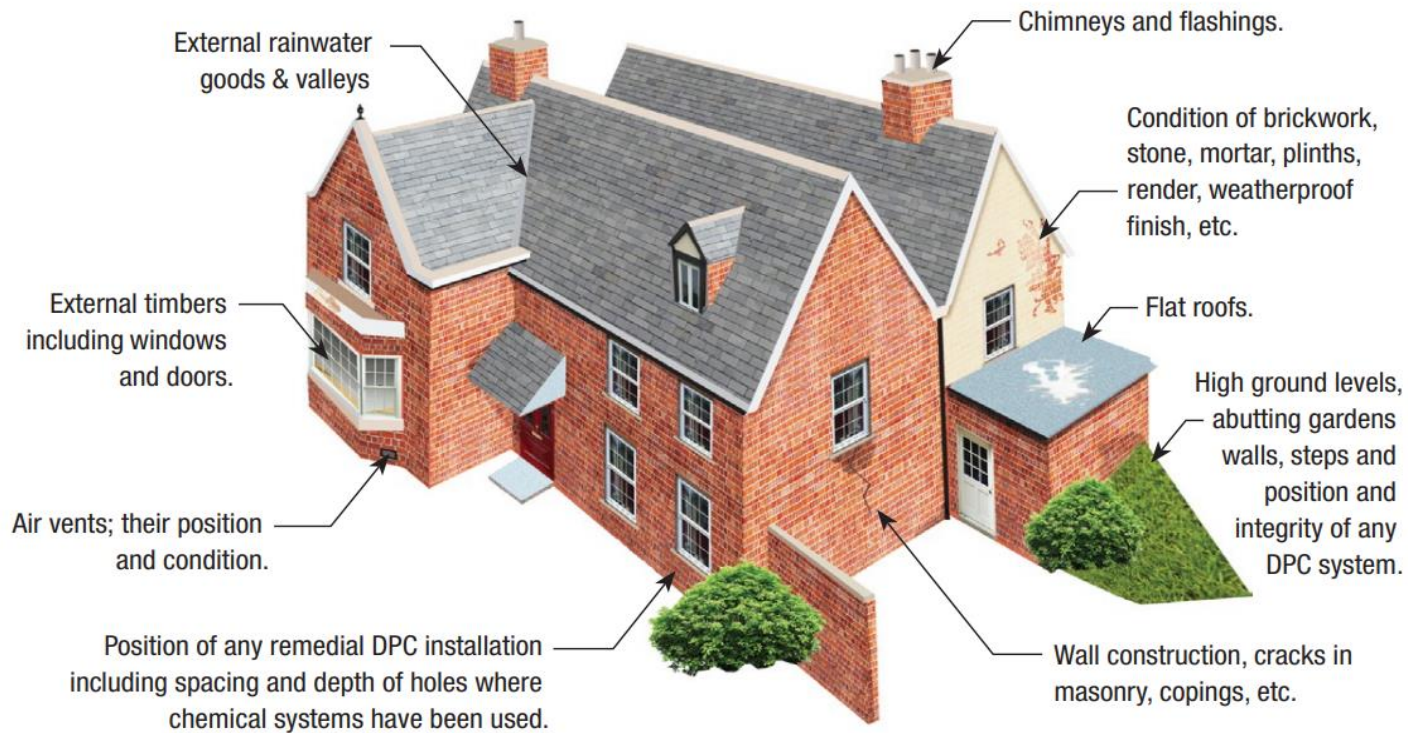 External rainwater
goods & valleys
Chimneys and flashings.
Condition of brickwork,
stone, mortar, plinths,
render, weatherproof
finish, etc.
External timbers
including windows
and doors.
Flat roofs.
High ground levels,
abutting gardens
walls, steps and
position and
integrity of any
DPC system.
Air vents; their position
and condition.
Position of any remedial DPC installation
including spacing and depth of holes where
chemical systems have been used.
Wall construction, cracks in
masonry, copings, etc.